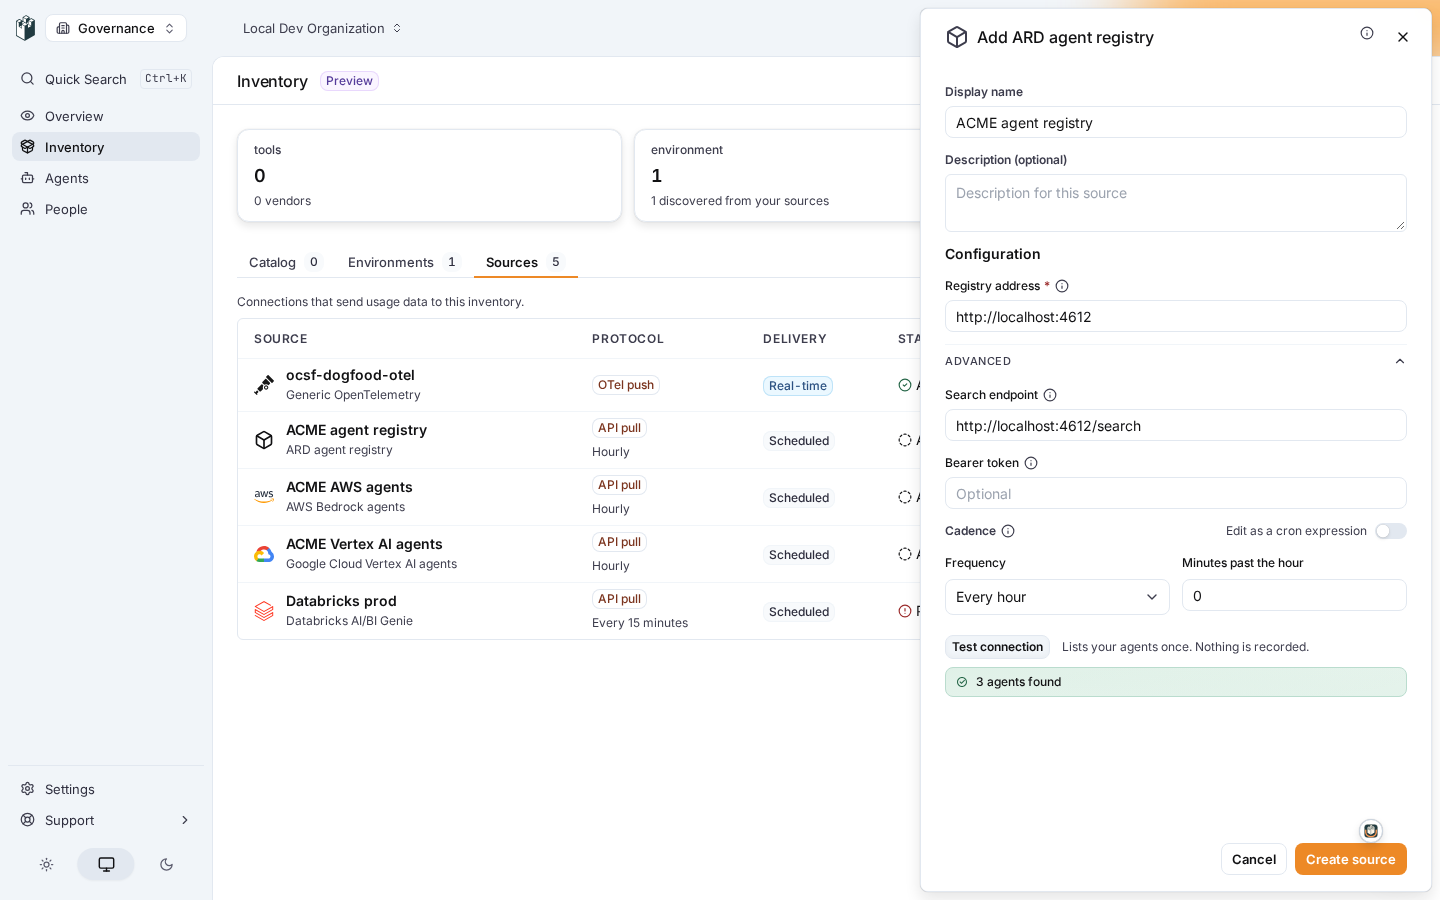 Governance
Local Dev Organization
Quick Search Ctrl+K
Overview
Inventory
Agents
People
Settings
Support
Inventory Preview
tools
0
0 vendors
environment
1
1 discovered from your sources
Catalog 0 Environments 1 Sources 5
Connections that send usage data to this inventory.
SOURCE PROTOCOL DELIVERY STA
ocsf-dogfood-otel
Generic OpenTelemetry
OTel push
Real-time
ACME agent registry
ARD agent registry
API pull
Hourly
Scheduled
aws
ACME AWS agents
AWS Bedrock agents
API pull
Hourly
Scheduled
ACME Vertex AI agents
Google Cloud Vertex AI agents
API pull
Hourly
Scheduled
Databricks prod
Databricks AI/BI Genie
API pull
Every 15 minutes
Scheduled
Add ARD agent registry
Display name
ACME agent registry
Description (optional)
Description for this source
Configuration
Registry address *
http://localhost:4612
ADVANCED
Search endpoint
http://localhost:4612/search
Bearer token
Optional
Cadence Edit as a cron expression
Frequency Minutes past the hour
Every hour 0
Test connection Lists your agents once. Nothing is recorded.
3 agents found
Cancel Create source